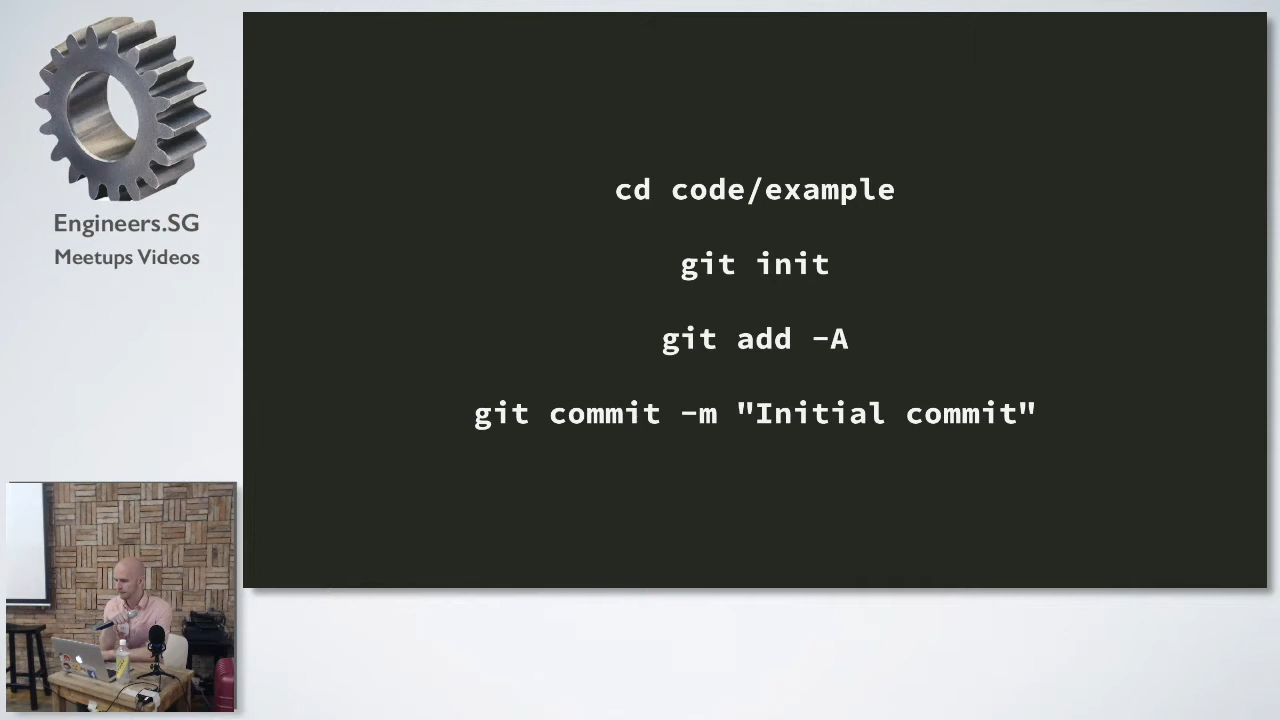 Engineers.SG
Meetups Videos
cd code/example
git init
git add -A
git commit -m "Initial commit"